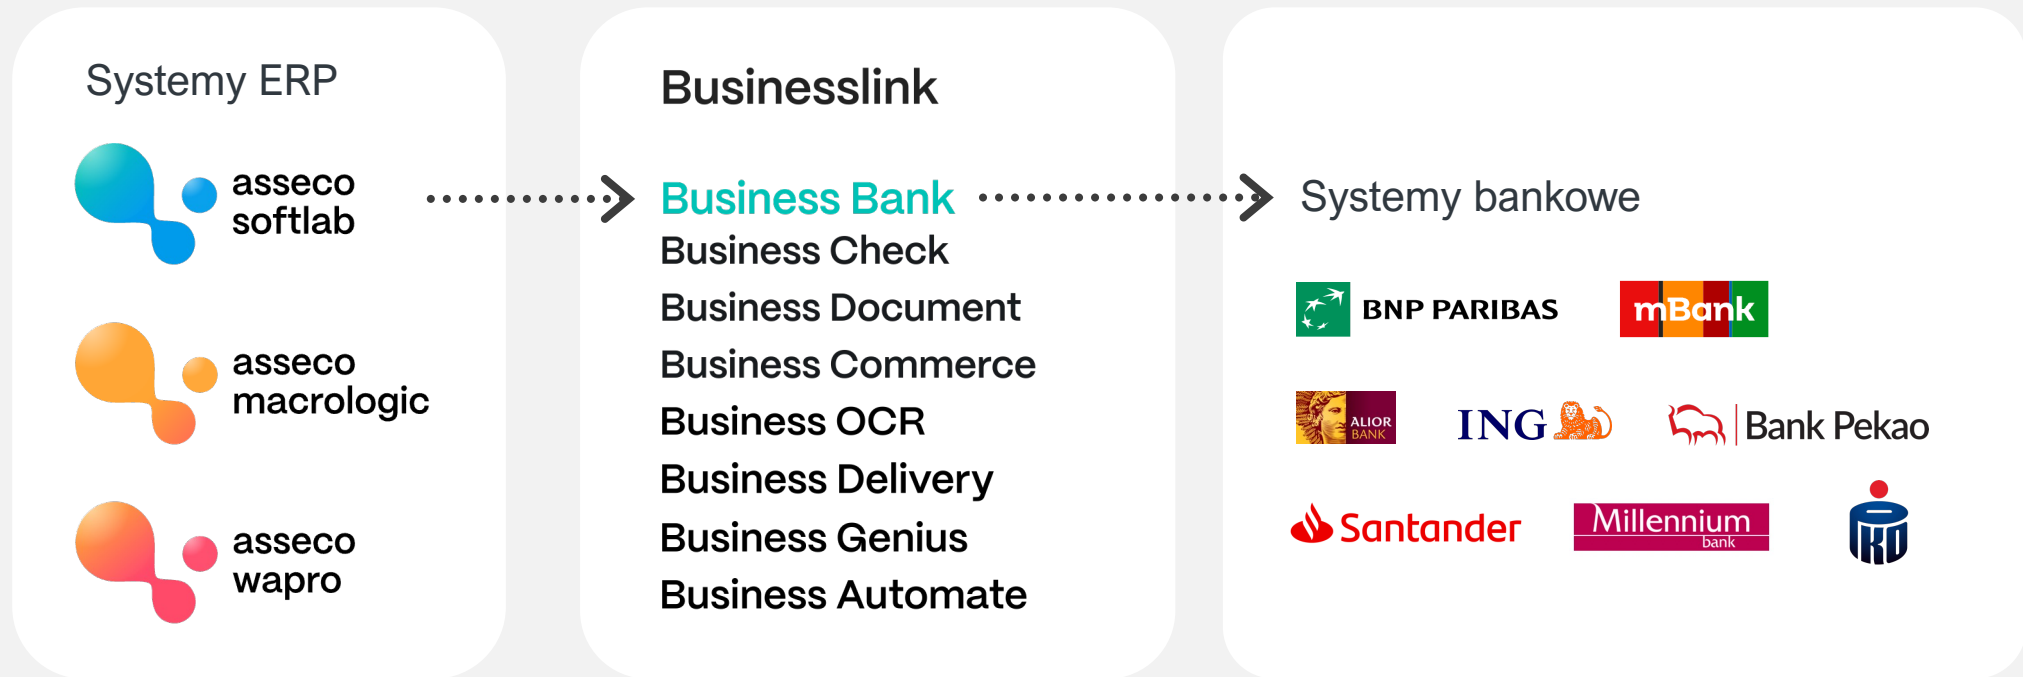 Systemy ERP
asseco
softlab
asseco
macrologic
asseco
wapro
Businesslink
Business Bank
Business Check
Business Document
Business Commerce
Business OCR
Business Delivery
Business Genius
Business Automate
Systemy bankowe
BNP PARIBAS
mBank
ALIOR
BANK
ING
Bank Pekao
Santander
Millennium
bank
PKO